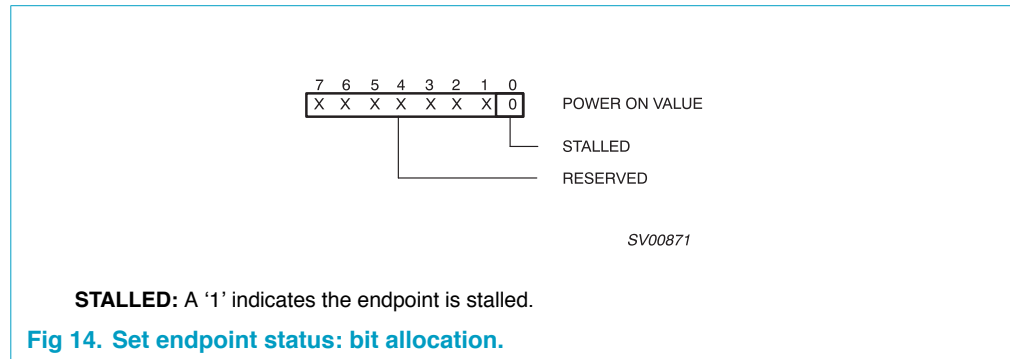 7 6 5 4 3 2 1 0
X X X X X X X 0 POWER ON VALUE
STALLED
RESERVED
SV00871
STALLED: A ‘1’ indicates the endpoint is stalled.
Fig 14. Set endpoint status: bit allocation.